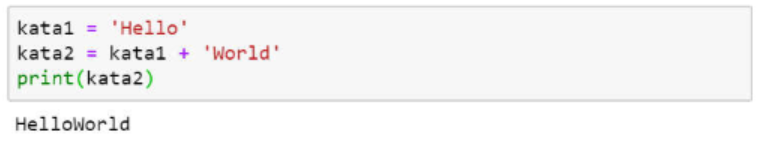 kata1 = 'Hello'
kata2 = kata1 + 'World'
print(kata2)
HelloWorld